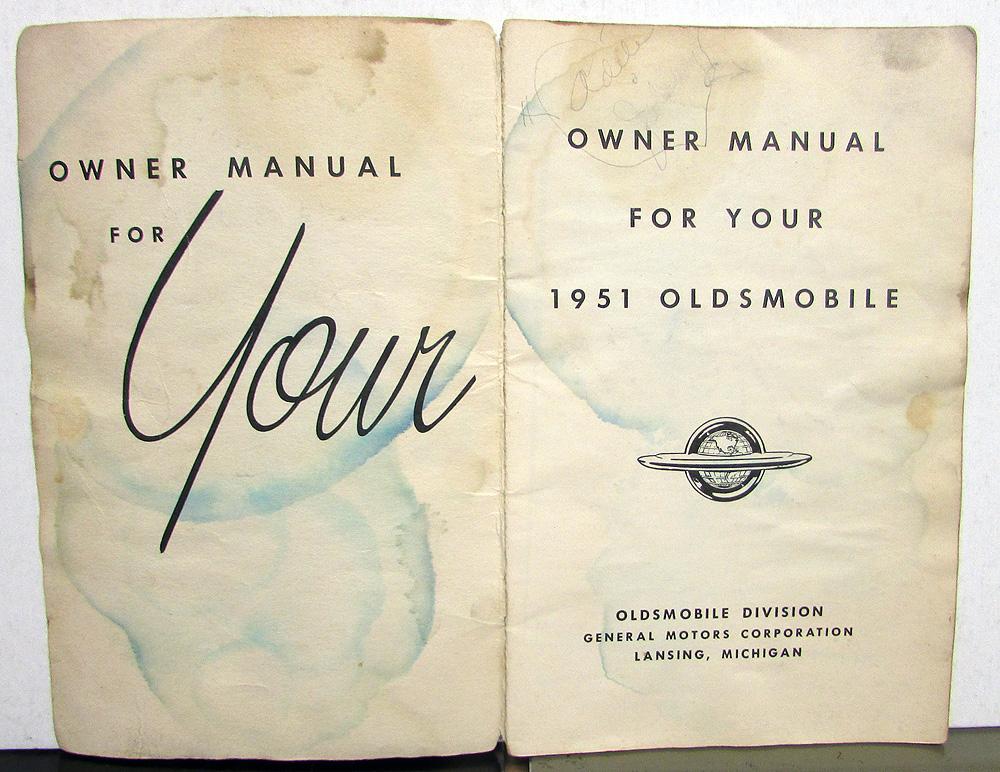 OWNER MANUAL
FOR
Your
OWNER MANUAL
FOR YOUR
1951 OLDSMOBILE
OLDSMOBILE DIVISION
GENERAL MOTORS CORPORATION
LANSING, MICHIGAN